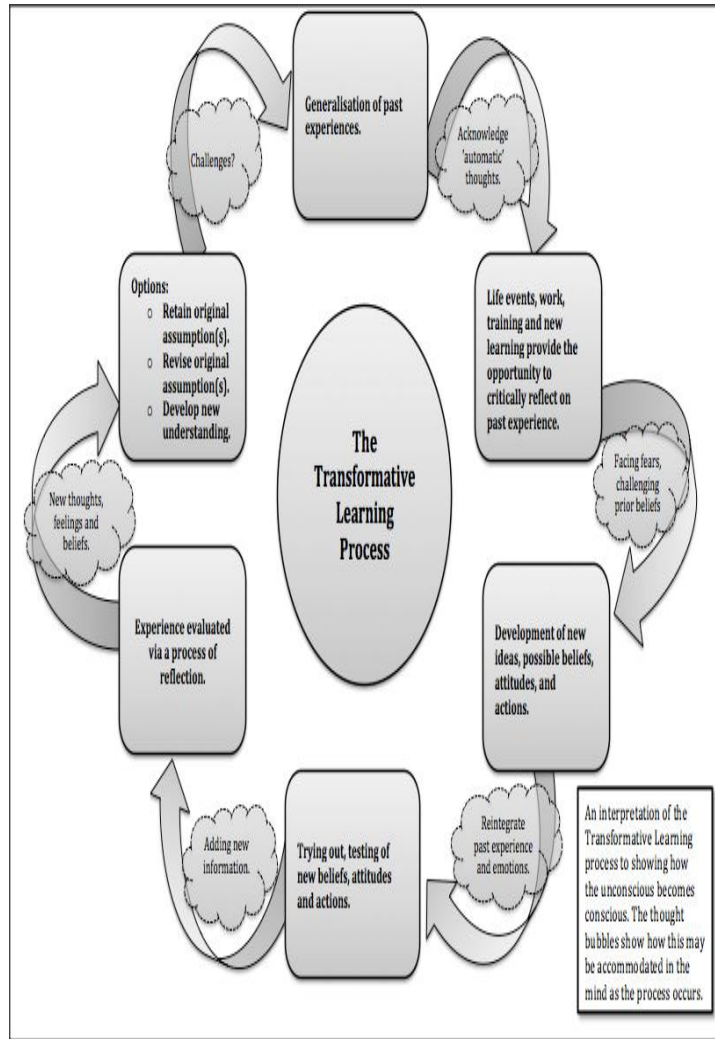 Generalisation of past
experiences.
Acknowledge
'automatic'
thoughts.
Life events, work,
training and new
learning provide the
opportunity to
critically reflect on
past experience.
Facing fears,
challenging
prior beliefs
Development of new
ideas, possible beliefs,
attitudes, and
actions.
Reintegrate
past experience
and emotions.
Trying out, testing of
new beliefs, attitudes
and actions.
Adding new
information.
Experience evaluated
via a process of
reflection.
New thoughts,
feelings and
beliefs.
Options:
○ Retain original
assumption(s).
○ Revise original
assumption(s).
○ Develop new
understanding.
Challenges?
The
Transformative
Learning
Process
An interpretation of the
Transformative Learning
process to showing how
the unconscious becomes
conscious. The thought
bubbles show how this may
be accommodated in the
mind as the process occurs.